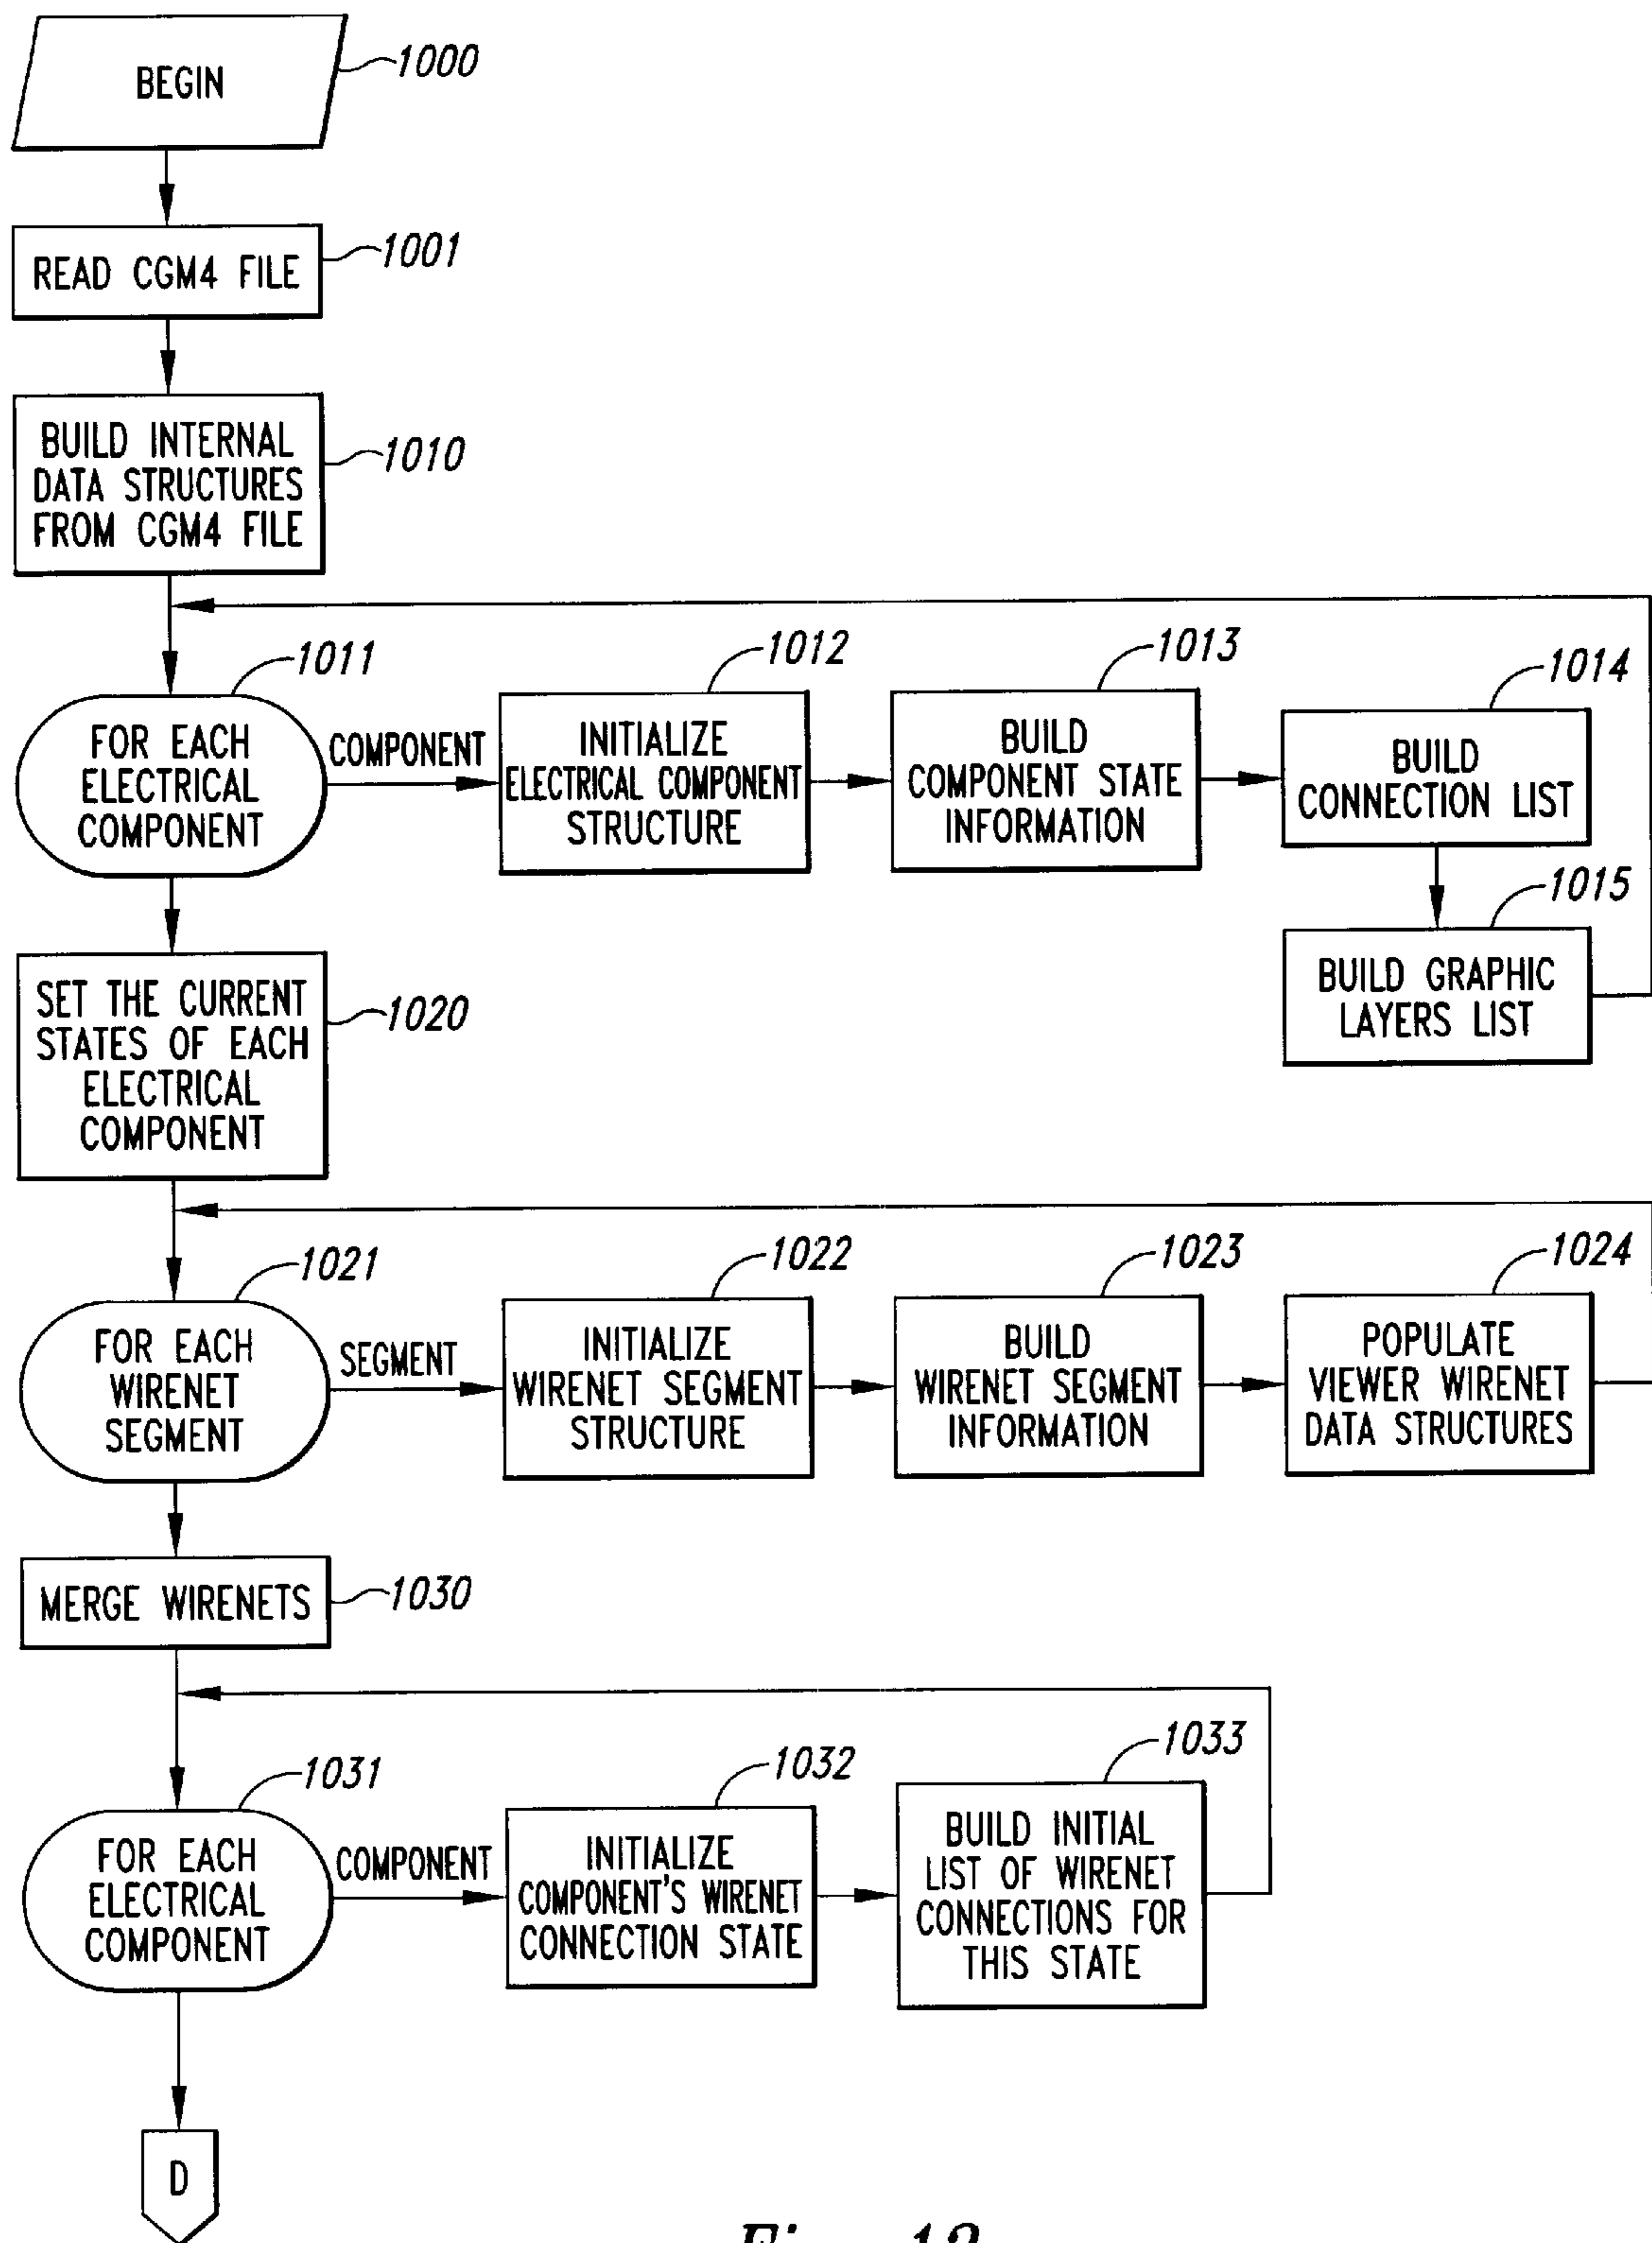 BEGIN
1000
READ CGM4 FILE
1001
BUILD INTERNAL
DATA STRUCTURES
FROM CGM4 FILE
1010
1011
FOR EACH
ELECTRICAL
COMPONENT
COMPONENT
1012
INITIALIZE
ELECTRICAL COMPONENT
STRUCTURE
1013
BUILD
COMPONENT STATE
INFORMATION
1014
BUILD
CONNECTION LIST
1015
BUILD GRAPHIC
LAYERS LIST
SET THE CURRENT
STATES OF EACH
ELECTRICAL
COMPONENT
1020
1021
FOR EACH
WIRENET
SEGMENT
SEGMENT
1022
INITIALIZE
WIRENET SEGMENT
STRUCTURE
1023
BUILD
WIRENET SEGMENT
INFORMATION
1024
POPULATE
VIEWER WIRENET
DATA STRUCTURES
MERGE WIRENETS
1030
1031
FOR EACH
ELECTRICAL
COMPONENT
COMPONENT
1032
INITIALIZE
COMPONENT'S WIRENET
CONNECTION STATE
1033
BUILD INITIAL
LIST OF WIRENET
CONNECTIONS FOR
THIS STATE
D